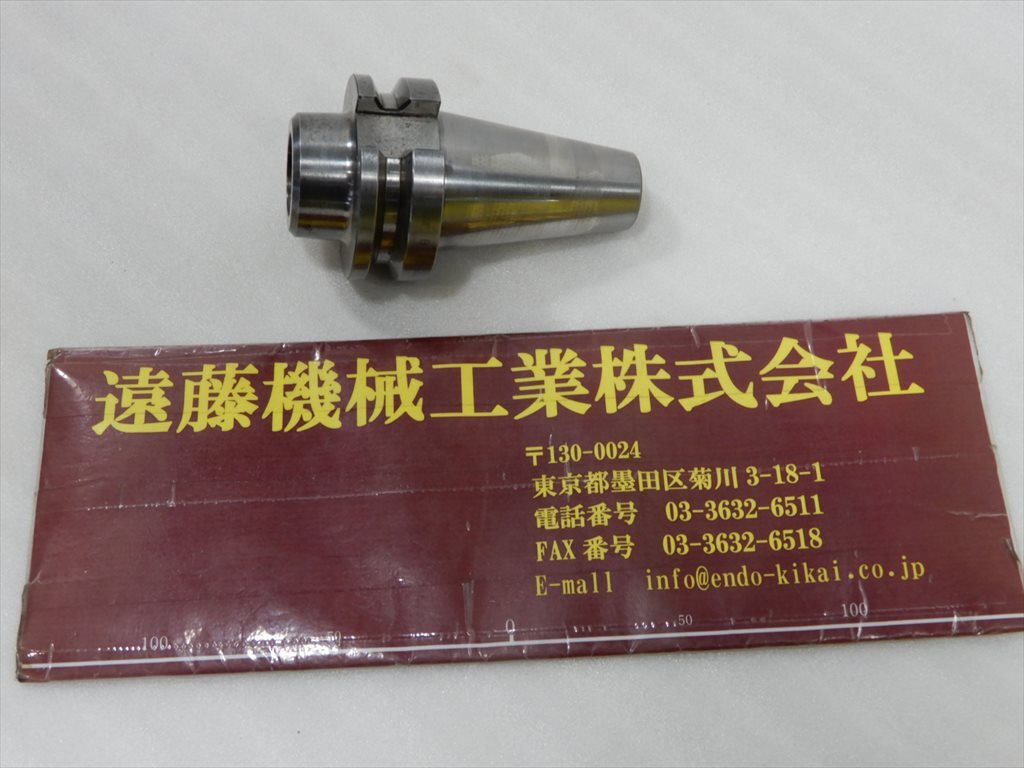 遠藤機械工業株式会社
〒130-0024
東京都墨田区菊川 3-18-1
電話番号 03-3632-6511
FAX 番号 03-3632-6518
E-mall info@endo-kikai.co.jp
100 50 0 50 100